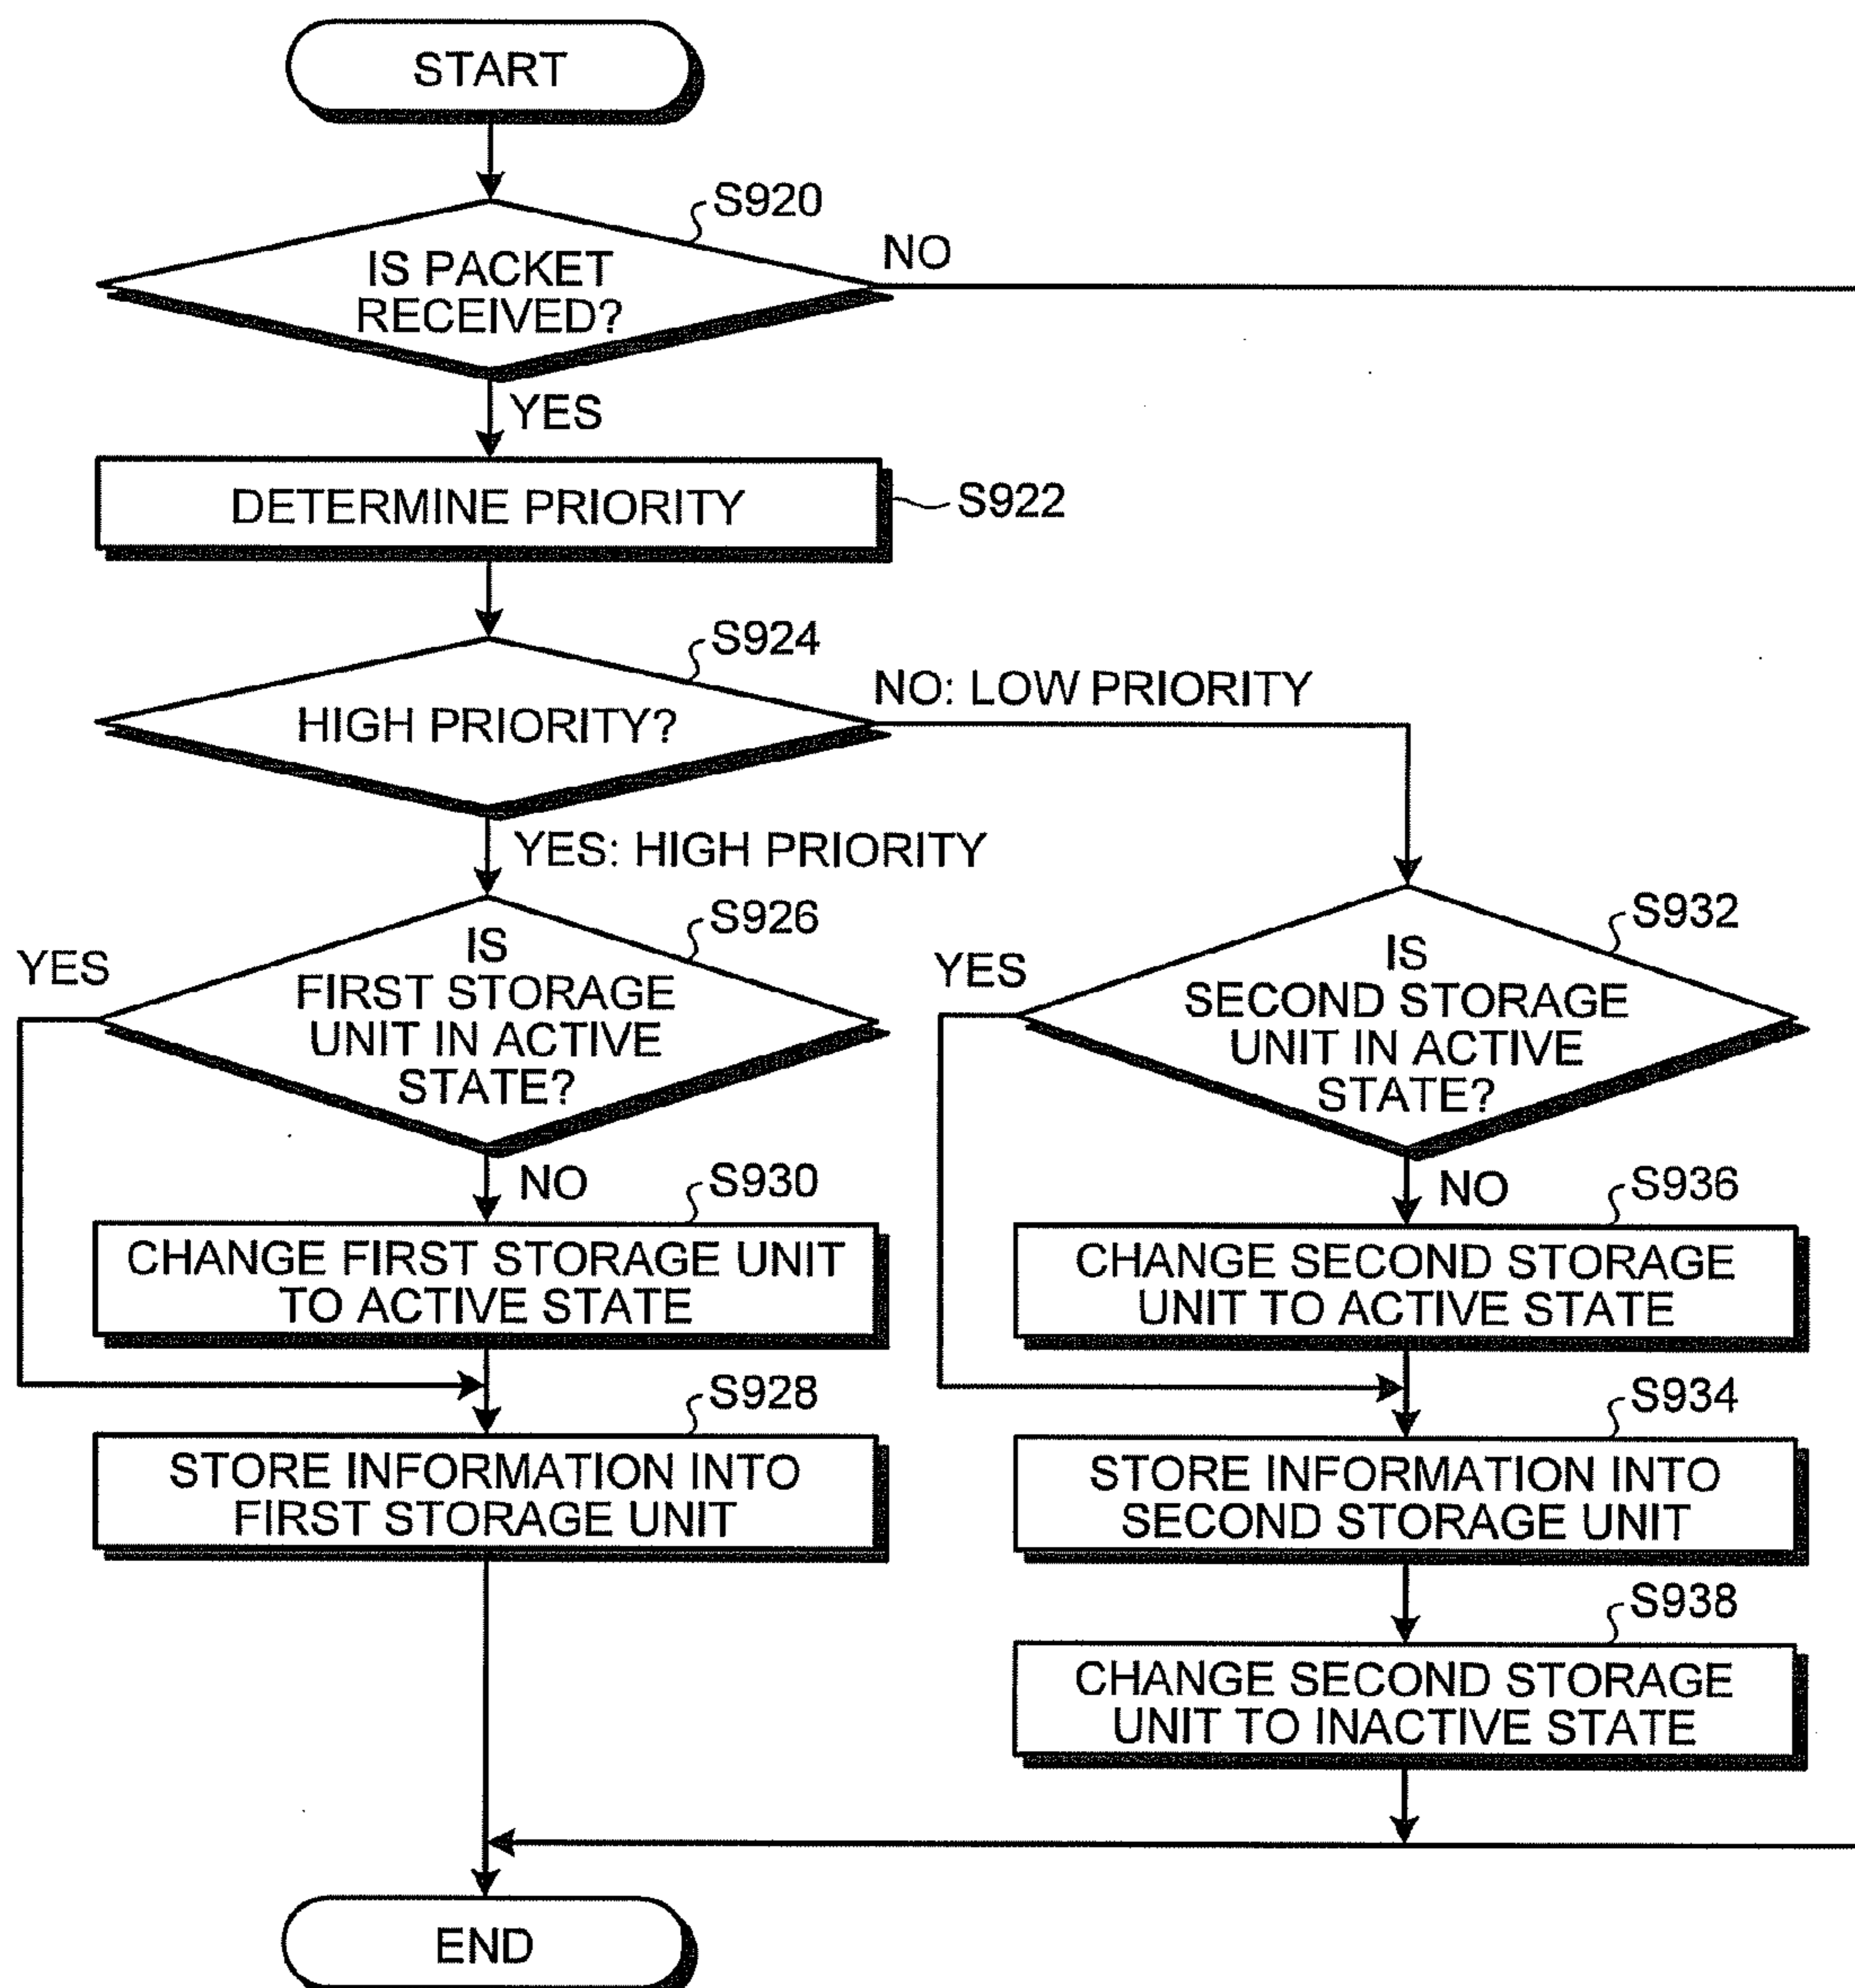 START
S920
IS PACKET
RECEIVED?
NO
YES
DETERMINE PRIORITY
S922
S924
HIGH PRIORITY?
NO: LOW PRIORITY
YES: HIGH PRIORITY
S926
YES
IS
FIRST STORAGE
UNIT IN ACTIVE
STATE?
NO
S930
CHANGE FIRST STORAGE UNIT
TO ACTIVE STATE
S928
STORE INFORMATION INTO
FIRST STORAGE UNIT
S932
YES
IS
SECOND STORAGE
UNIT IN ACTIVE
STATE?
NO
S936
CHANGE SECOND STORAGE
UNIT TO ACTIVE STATE
S934
STORE INFORMATION INTO
SECOND STORAGE UNIT
S938
CHANGE SECOND STORAGE
UNIT TO INACTIVE STATE
END